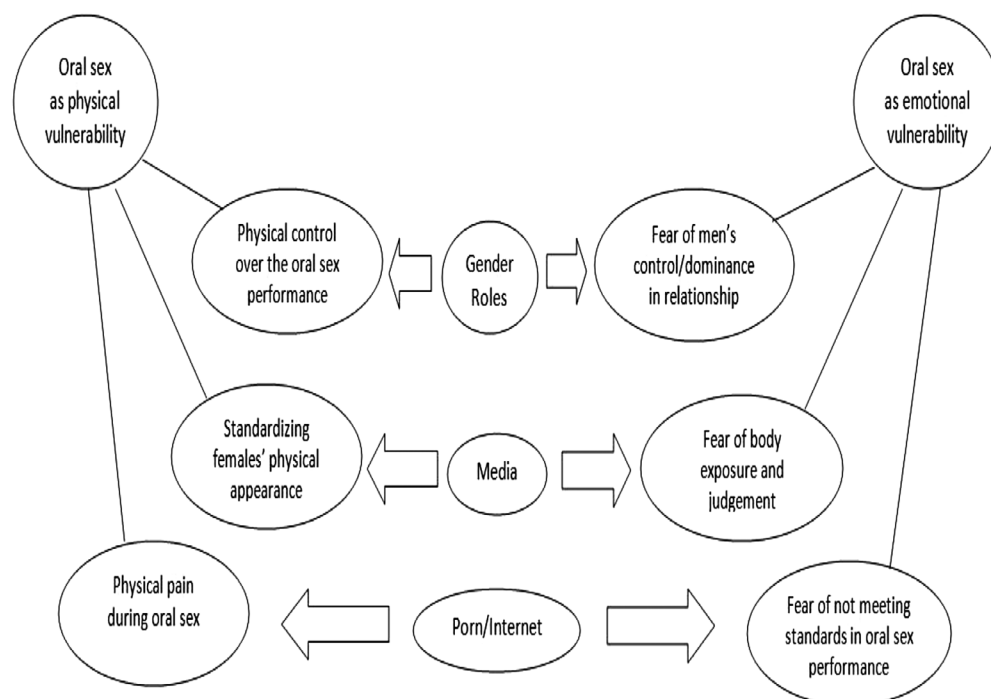 Oral sex
as physical
vulnerability
Oral sex
as emotional
vulnerability
Physical control
over the oral sex
performance
Gender
Roles
Fear of men's
control/dominance
in relationship
Standardizing
females' physical
appearance
Media
Fear of body
exposure and
judgement
Physical pain
during oral sex
Porn/Internet
Fear of not meeting
standards in oral sex
performance